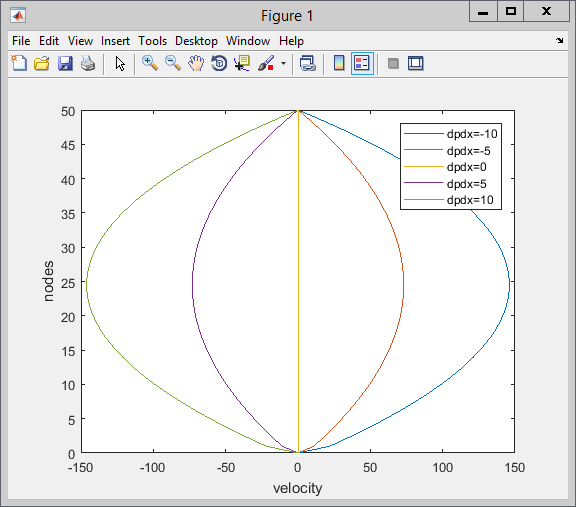 Figure 1
File Edit View Insert Tools Desktop Window Help
50
45
40
35
30
25
20
15
10
5
0
nodes
dpdx=-10
dpdx=-5
dpdx=0
dpdx=5
dpdx=10
-150 -100 -50 0 50 100 150
velocity